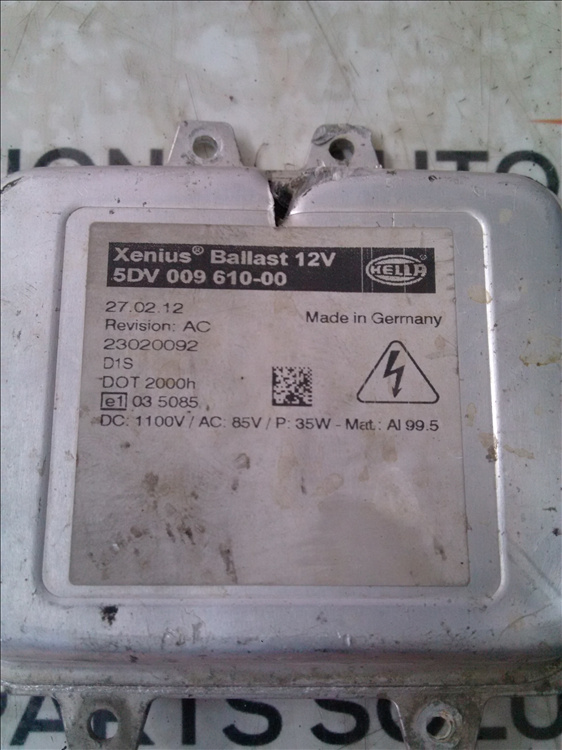 Xenius® Ballast 12V
5DV 009 610-00
HELLA
27.02.12
Made in Germany
Revision: AC
23020092
D1S
DOT 2000h
e1 03 5085
DC: 1100V / AC: 85V / P: 35W - Mat.: Al 99.5